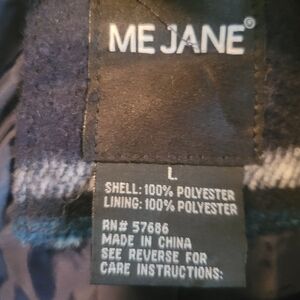 ME JANE®
L
SHELL: 100% POLYESTER
LINING: 100% POLYESTER
RN# 57686
MADE IN CHINA
SEE REVERSE FOR
CARE INSTRUCTIONS: